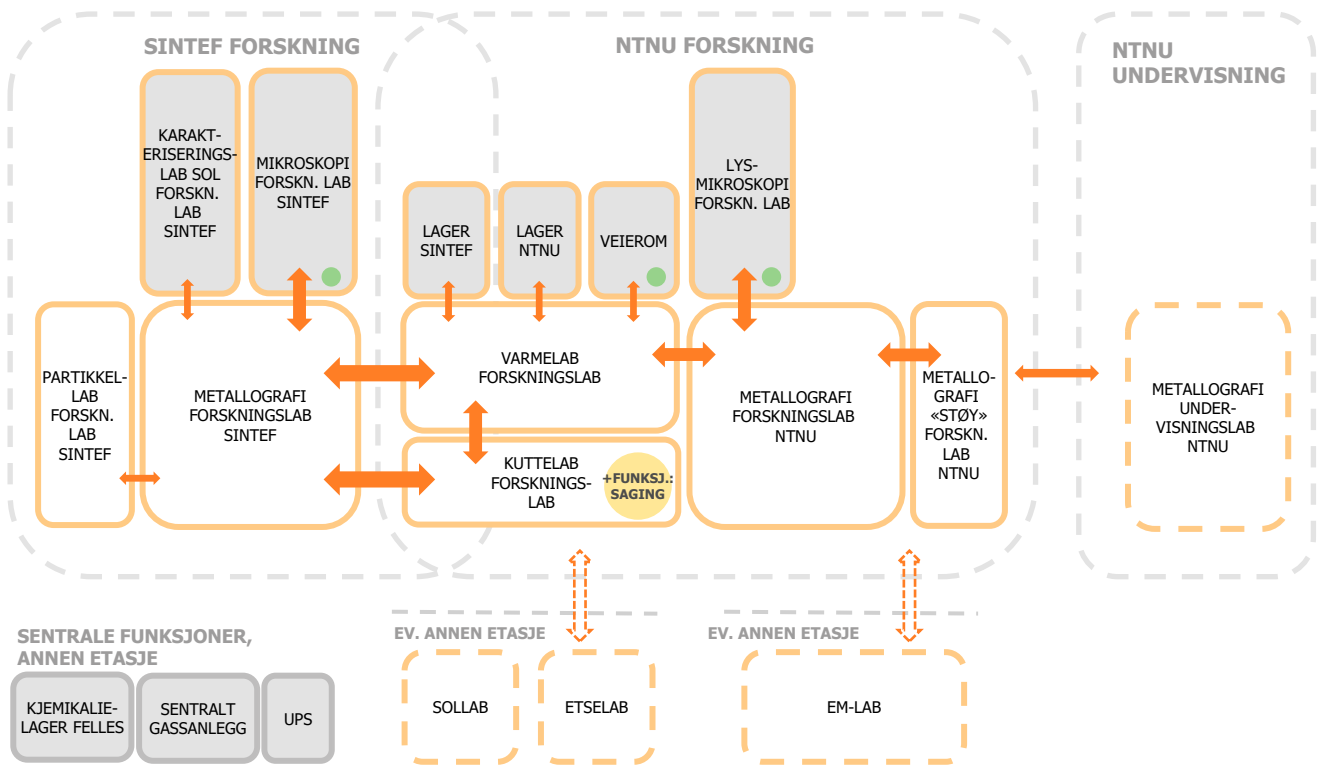 SINTEF FORSKNING
NTNU FORSKNING
NTNU
UNDERVISNING
KARAKT-
ERISERINGS-
LAB SOL
FORSKN.
LAB
SINTEF
MIKROSKOPI
FORSKN. LAB
SINTEF
LAGER
SINTEF
LAGER
NTNU
VEIEROM
LYS-
MIKROSKOPI
FORSKN. LAB
PARTIKKEL-
LAB
FORSKN.
LAB
SINTEF
METALLOGRAFI
FORSKNINGSLAB
SINTEF
VARMELAB
FORSKNINGSLAB
KUTTELAB
FORSKNINGS-
LAB
+FUNKSJ.:
SAGING
METALLOGRAFI
FORSKNINGSLAB
NTNU
METALLO-
GRAFI
«STØY»
FORSKN.
LAB
NTNU
METALLOGRAFI
UNDER-
VISNINGSLAB
NTNU
SENTRALE FUNKSJONER,
ANNEN ETASJE
KJEMIKALIE-
LAGER FELLES
SENTRALT
GASSANLEGG
UPS
EV. ANNEN ETASJE
SOLLAB
ETSELAB
EV. ANNEN ETASJE
EM-LAB